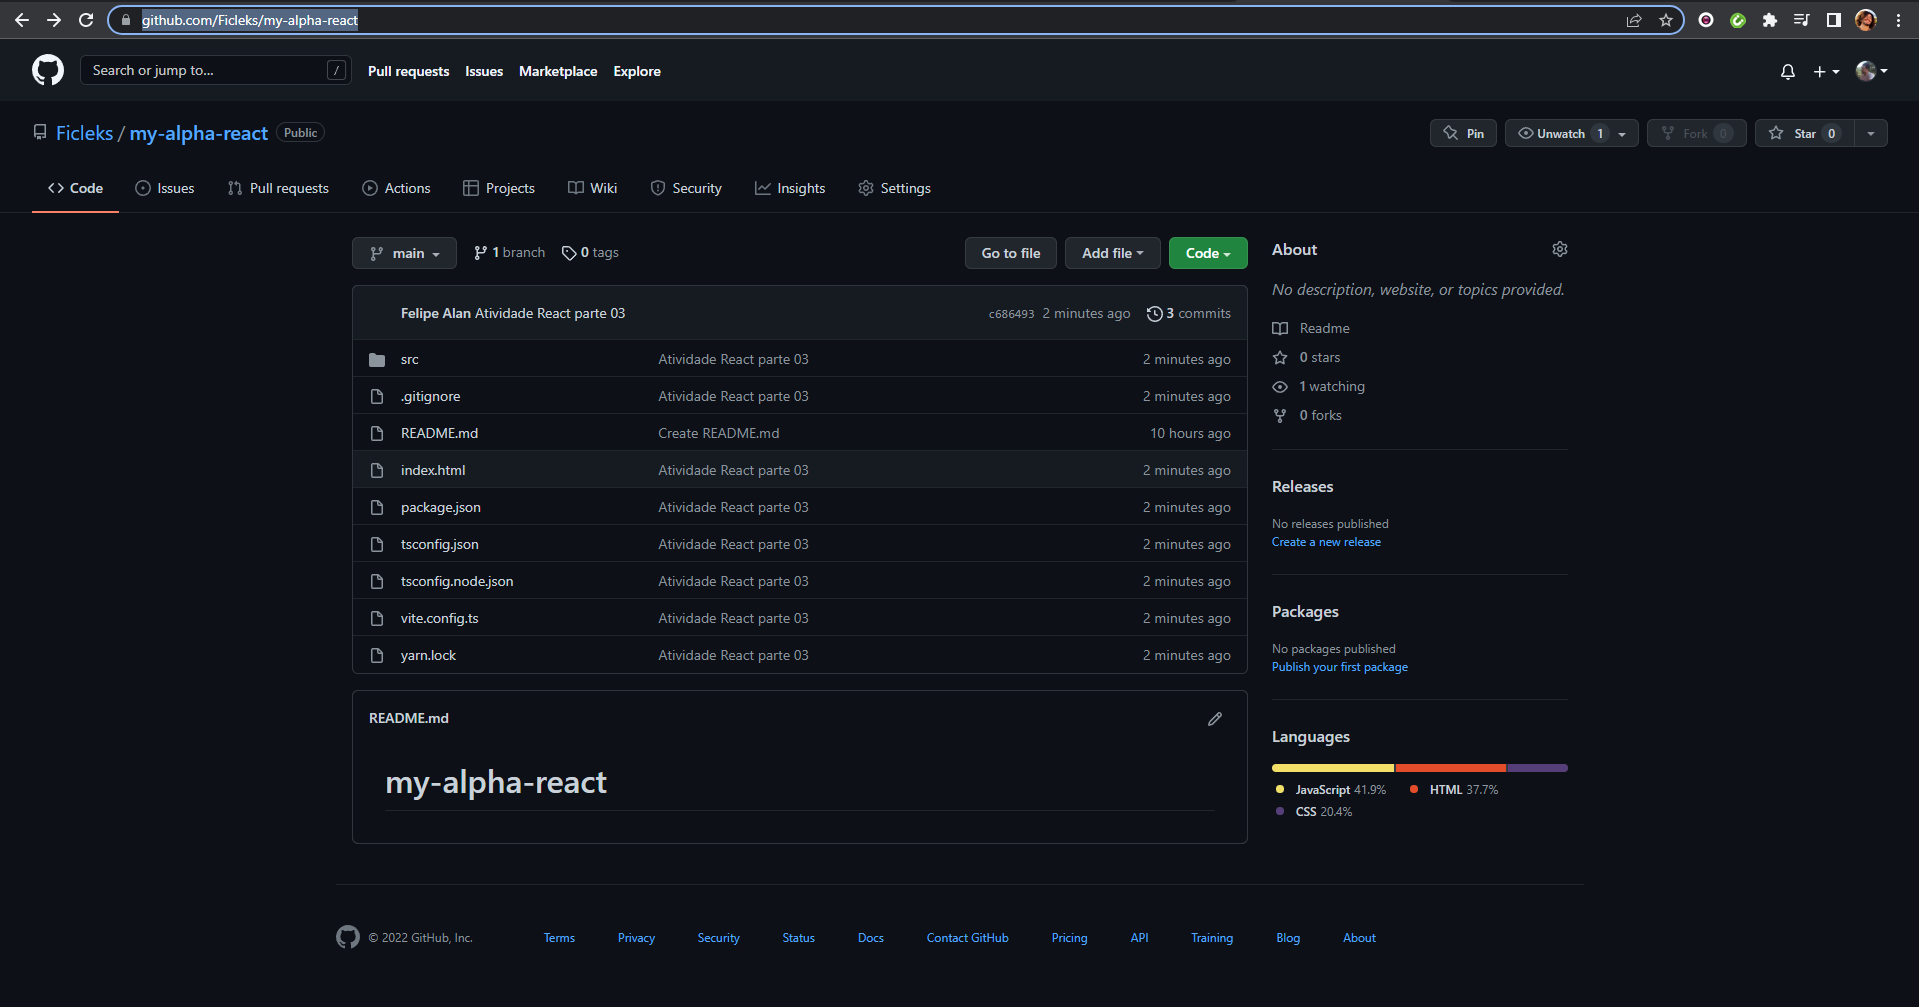 github.com/Ficleks/my-alpha-react
Search or jump to... /
Pull requests Issues Marketplace Explore
Ficleks / my-alpha-react Public
Pin Unwatch 1 Fork 0 Star 0
Code Issues Pull requests Actions Projects Wiki Security Insights Settings
main 1 branch 0 tags Go to file Add file Code
Felipe Alan Atividade React parte 03 c686493 2 minutes ago 3 commits
src Atividade React parte 03 2 minutes ago
.gitignore Atividade React parte 03 2 minutes ago
README.md Create README.md 10 hours ago
index.html Atividade React parte 03 2 minutes ago
package.json Atividade React parte 03 2 minutes ago
tsconfig.json Atividade React parte 03 2 minutes ago
tsconfig.node.json Atividade React parte 03 2 minutes ago
vite.config.ts Atividade React parte 03 2 minutes ago
yarn.lock Atividade React parte 03 2 minutes ago
README.md
my-alpha-react
About
No description, website, or topics provided.
Readme
0 stars
1 watching
0 forks
Releases
No releases published
Create a new release
Packages
No packages published
Publish your first package
Languages
JavaScript 41.9% HTML 37.7%
CSS 20.4%
© 2022 GitHub, Inc. Terms Privacy Security Status Docs Contact GitHub Pricing API Training Blog About